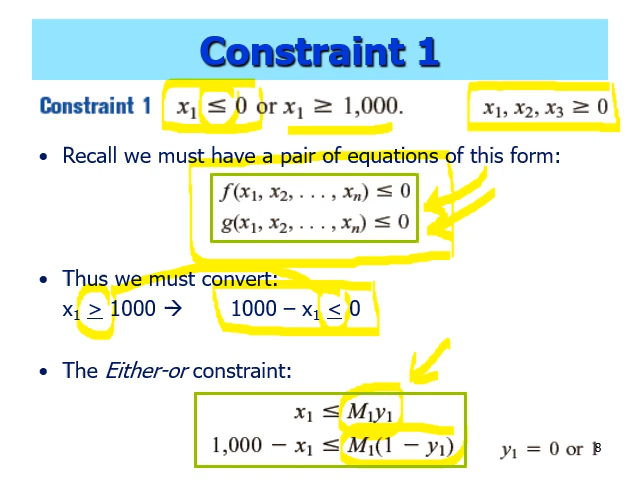 Constraint 1
Constraint 1 x₁ ≤ 0 or x₁ ≥ 1,000. x₁, x₂, x₃ ≥ 0
• Recall we must have a pair of equations of this form:
f(x₁, x₂, . . . , xₙ) ≤ 0
g(x₁, x₂, . . . , xₙ) ≤ 0
• Thus we must convert:
x₁ ≥ 1000 → 1000 – x₁ ≤ 0
• The Either-or constraint:
x₁ ≤ M₁y₁
1,000 − x₁ ≤ M₁(1 − y₁) y₁ = 0 or 1
8